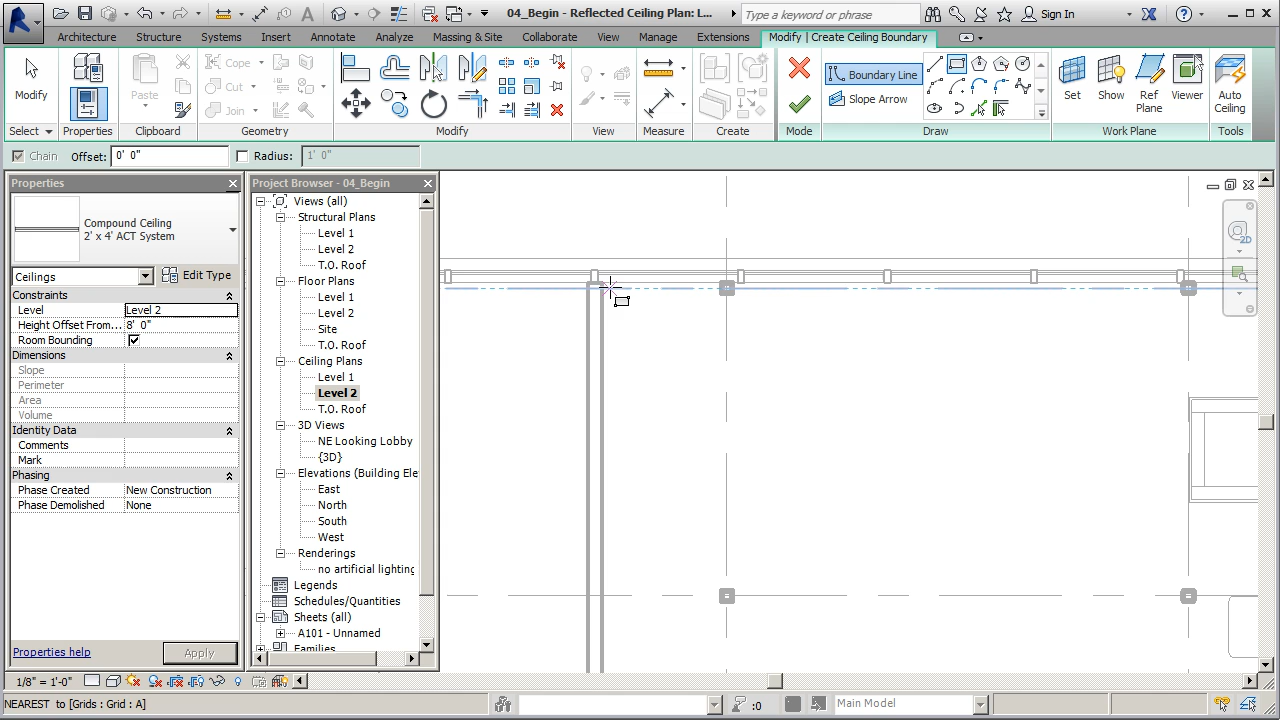 04_Begin - Reflected Ceiling Plan: L...
Type a keyword or phrase
Sign In
Architecture
Structure
Systems
Insert
Annotate
Analyze
Massing & Site
Collaborate
View
Manage
Extensions
Modify | Create Ceiling Boundary
Modify
Paste
Cope
Cut
Join
Boundary Line
Slope Arrow
Set
Show
Ref Plane
Viewer
Auto Ceiling
Select
Properties
Clipboard
Geometry
Modify
View
Measure
Create
Mode
Draw
Work Plane
Tools
Chain
Offset: 0' 0"
Radius: 1' 0"
Properties
Compound Ceiling
2' x 4' ACT System
Ceilings
Edit Type
Constraints
Level Level 2
Height Offset From... 8' 0"
Room Bounding
Dimensions
Slope
Perimeter
Area
Volume
Identity Data
Comments
Mark
Phasing
Phase Created New Construction
Phase Demolished None
Properties help
Apply
Project Browser - 04_Begin
Views (all)
Structural Plans
Level 1
Level 2
T.O. Roof
Floor Plans
Level 1
Level 2
Site
T.O. Roof
Ceiling Plans
Level 1
Level 2
T.O. Roof
3D Views
NE Looking Lobby
{3D}
Elevations (Building Ele
East
North
South
West
Renderings
no artificial lighting
Legends
Schedules/Quantities
Sheets (all)
A101 - Unnamed
Families
2D
1/8" = 1'-0"
NEAREST to [Grids : Grid : A]
:0
Main Model